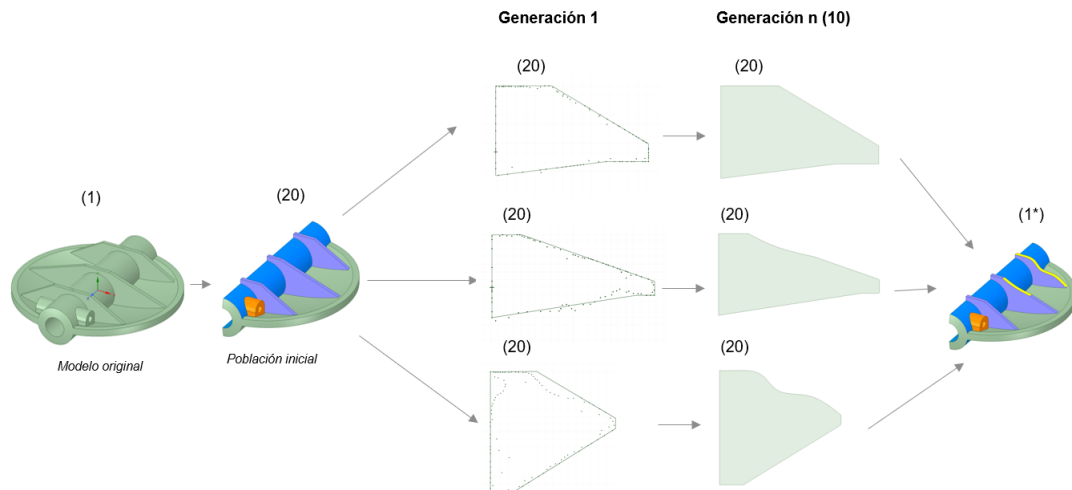 Generación 1
Generación n (10)
(20)
(20)
(1)
(20)
(20)
(20)
(1*)
Modelo original
Población inicial
(20)
(20)